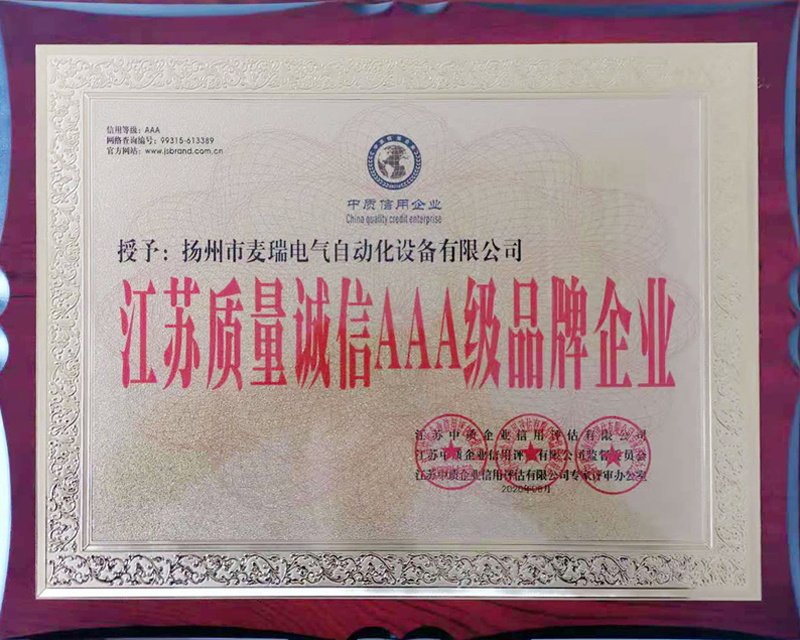 信用等级：AAA
网络查询编号：99315-613389
官方网站：www.jsbrand.com.cn
中质信用企业
China quality credit enterprise
授予：扬州市麦瑞电气自动化设备有限公司
江苏质量诚信AAA级品牌企业
江苏中质企业信用评估有限公司
江苏中质企业信用评估有限公司监督委员会
江苏中质企业信用评估有限公司专家评审办公室